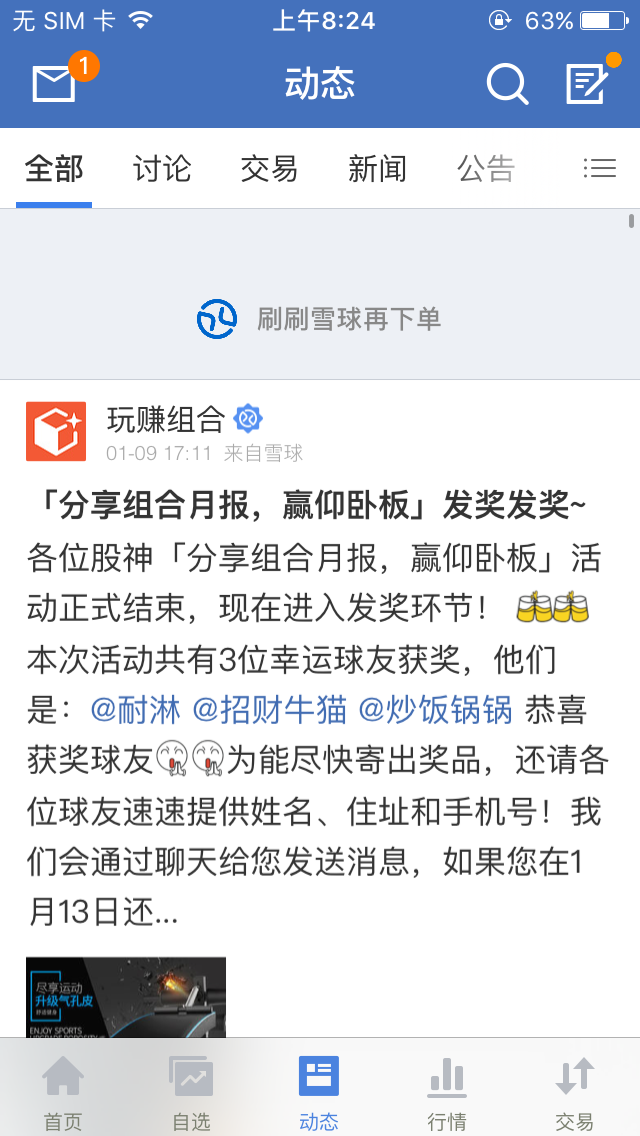 无 SIM 卡
上午8:24
63%
1
动态
全部
讨论
交易
新闻
公告
刷刷雪球再下单
玩赚组合
01-09 17:11 来自雪球
「分享组合月报，赢仰卧板」发奖发奖~
各位股神「分享组合月报，赢仰卧板」活
动正式结束，现在进入发奖环节！
本次活动共有3位幸运球友获奖，他们
是：@耐淋 @招财牛猫 @炒饭锅锅 恭喜
获奖球友为能尽快寄出奖品，还请各
位球友速速提供姓名、住址和手机号！我
们会通过聊天给您发送消息，如果您在1
月13日还...
尽享运动
升级气孔皮
舒适健身
ENJOY SPORTS
首页
自选
动态
行情
交易